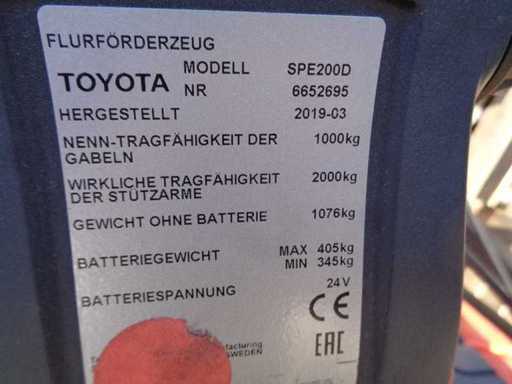 FLURFÖRDERZEUG
TOYOTA MODELL SPE200D
NR 6652695
HERGESTELLT 2019-03
NENN-TRAGFÄHIGKEIT DER GABELN 1000kg
WIRKLICHE TRAGFÄHIGKEIT DER STÜTZARME 2000kg
GEWICHT OHNE BATTERIE 1076kg
BATTERIEGEWICHT MAX 405kg
MIN 345kg
BATTERIESPANNUNG 24V
CE
EAC
SWEDEN